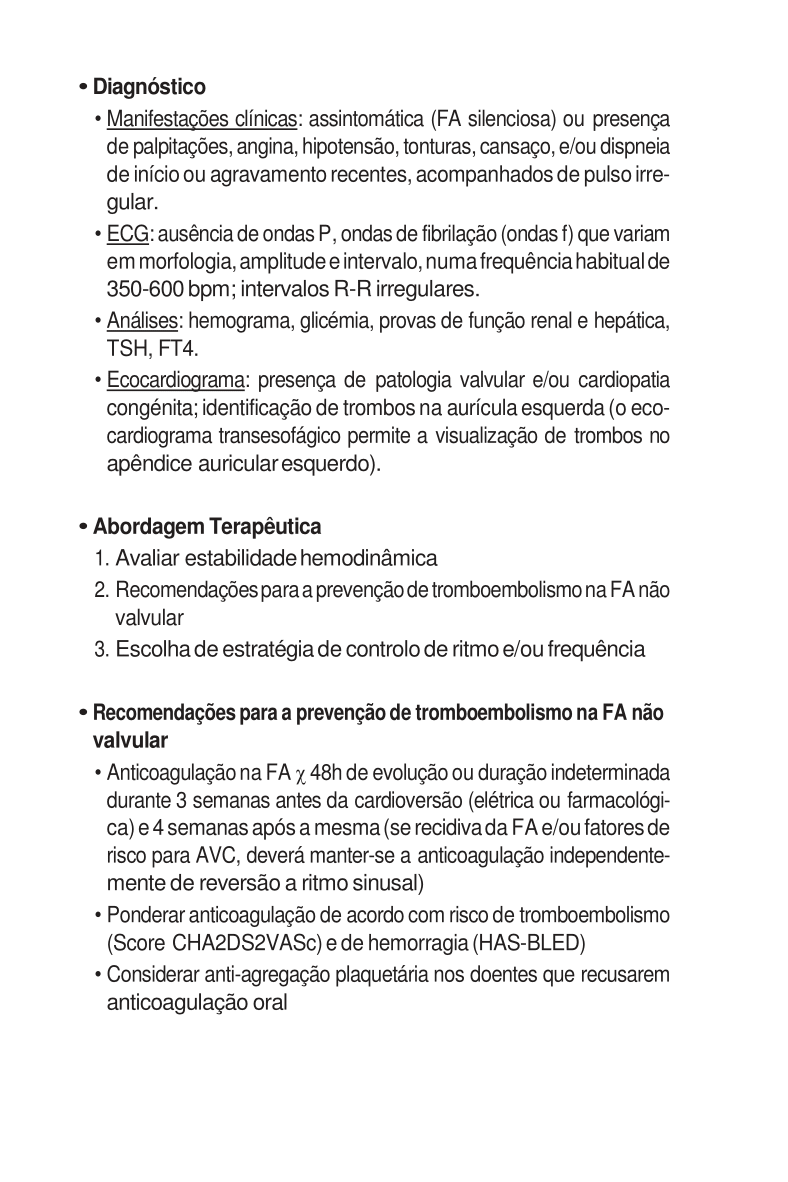 • Diagnóstico
• Manifestações clínicas: assintomática (FA silenciosa) ou presença
de palpitações, angina, hipotensão, tonturas, cansaço, e/ou dispneia
de início ou agravamento recentes, acompanhados de pulso irre-
gular.
• ECG: ausência de ondas P, ondas de fibrilação (ondas f) que variam
em morfologia, amplitude e intervalo, numa frequência habitual de
350-600 bpm; intervalos R-R irregulares.
• Análises: hemograma, glicémia, provas de função renal e hepática,
TSH, FT4.
• Ecocardiograma: presença de patologia valvular e/ou cardiopatia
congénita; identificação de trombos na aurícula esquerda (o eco-
cardiograma transesofágico permite a visualização de trombos no
apêndice auricular esquerdo).
• Abordagem Terapêutica
1. Avaliar estabilidade hemodinâmica
2. Recomendações para a prevenção de tromboembolismo na FA não
valvular
3. Escolha de estratégia de controlo de ritmo e/ou frequência
• Recomendações para a prevenção de tromboembolismo na FA não
valvular
• Anticoagulação na FA χ 48h de evolução ou duração indeterminada
durante 3 semanas antes da cardioversão (elétrica ou farmacológi-
ca) e 4 semanas após a mesma (se recidiva da FA e/ou fatores de
risco para AVC, deverá manter-se a anticoagulação independente-
mente de reversão a ritmo sinusal)
• Ponderar anticoagulação de acordo com risco de tromboembolismo
(Score CHA2DS2VASc) e de hemorragia (HAS-BLED)
• Considerar anti-agregação plaquetária nos doentes que recusarem
anticoagulação oral